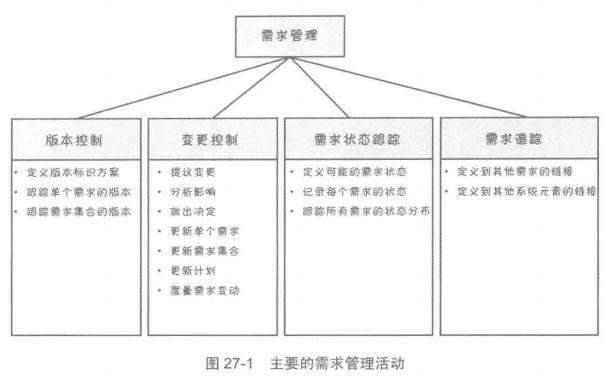 需求管理
版本控制
• 定义版本标识方案
• 跟踪单个需求的版本
• 跟踪需求集合的版本
变更控制
• 提议变更
• 分析影响
• 做出决定
• 更新单个需求
• 更新需求集合
• 更新计划
• 度量需求变动
需求状态跟踪
• 定义可能的需求状态
• 记录每个需求的状态
• 跟踪所有需求的状态分布
需求追踪
• 定义到其他需求的链接
• 定义到其他系统元素的链接
图 27-1 主要的需求管理活动